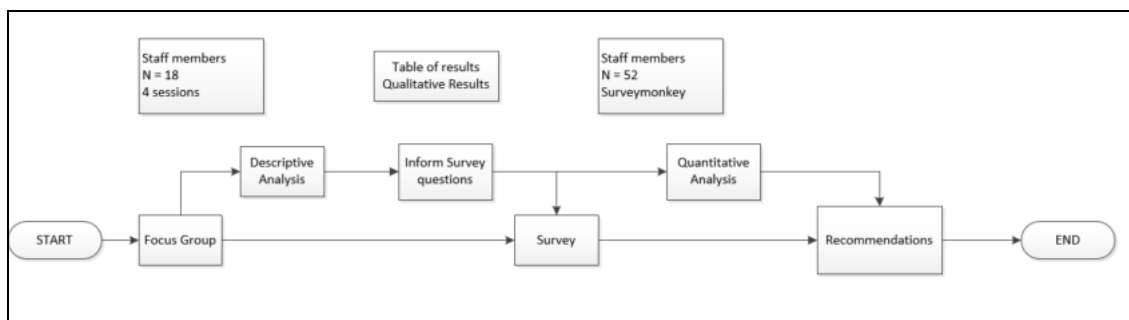 Staff members
N = 18
4 sessions
Table of results
Qualitative Results
Staff members
N = 52
Surveymonkey
Descriptive
Analysis
Inform Survey
questions
Quantitative
Analysis
START
Focus Group
Survey
Recommendations
END